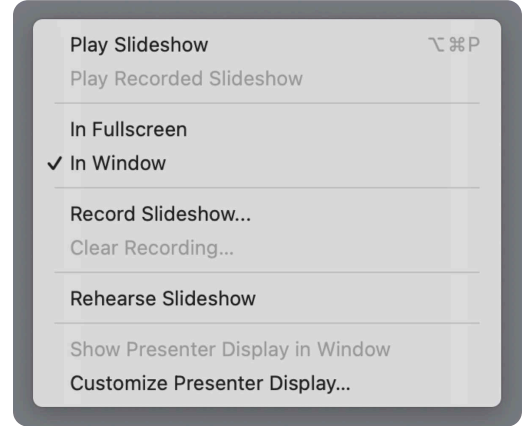 Play Slideshow ⌥⌘P
Play Recorded Slideshow
In Fullscreen
✓ In Window
Record Slideshow...
Clear Recording...
Rehearse Slideshow
Show Presenter Display in Window
Customize Presenter Display...